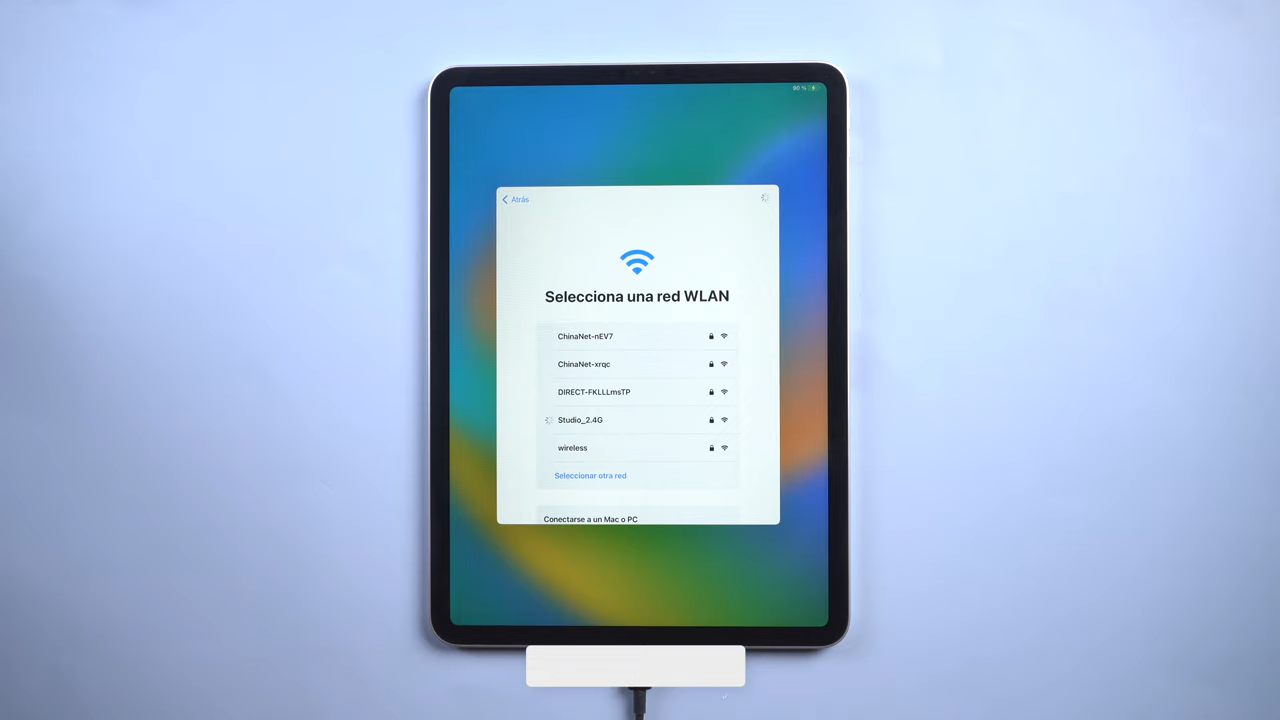 90 %
Atrás
Selecciona una red WLAN
ChinaNet-nEV7
ChinaNet-xrqc
DIRECT-FKLLLmsTP
Studio_2.4G
wireless
Seleccionar otra red
Conectarse a un Mac o PC